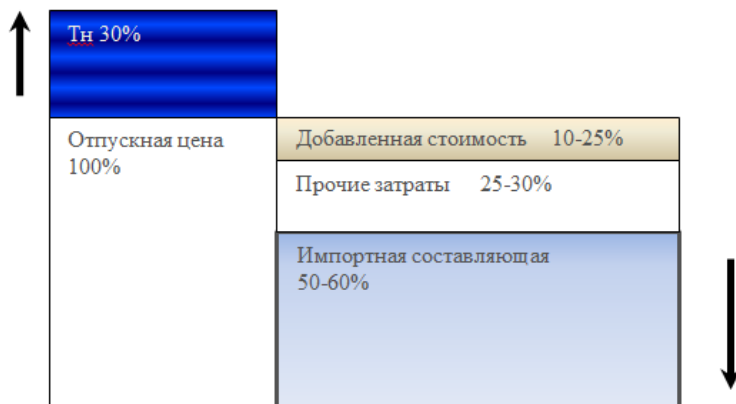 Тн 30%
Отпускная цена
100%
Добавленная стоимость 10-25%
Прочие затраты 25-30%
Импортная составляющая
50-60%